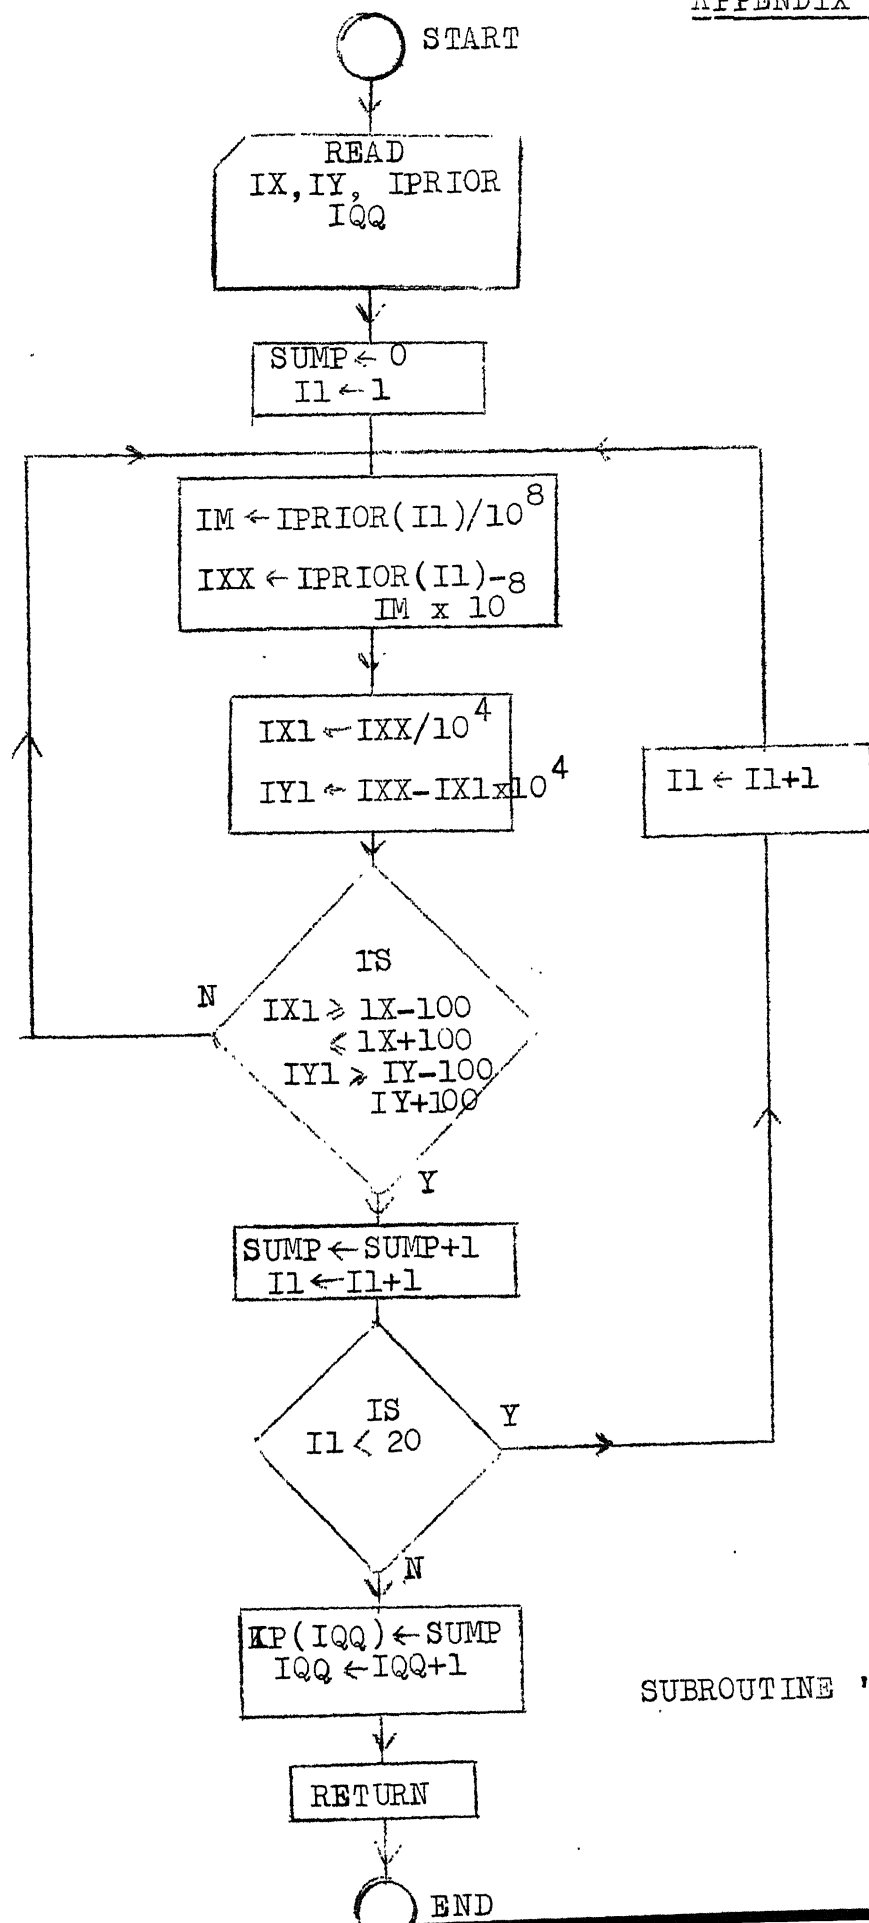 APPENDIX
START
READ
IX,IY, IPRIOR
IQQ
SUMP ← 0
I1 ← 1
IM ← IPRIOR(I1)/10^8
IXX ← IPRIOR(I1)-
IM x 10^8
IX1 ← IXX/10^4
IY1 ← IXX-IX1x10^4
I1 ← I1+1
IS
N
IX1 ⩾ 1X-100
⩽ 1X+100
IY1 ⩾ IY-100
IY+100
Y
SUMP ← SUMP+1
I1 ← I1+1
IS
I1 < 20
Y
N
P(IQQ) ← SUMP
IQQ ← IQQ+1
SUBROUTINE '
RETURN
END